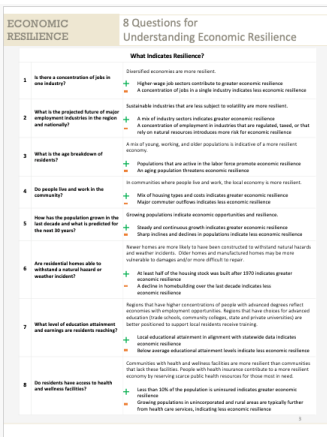 ECONOMIC
RESILIENCE
8 Questions for
Understanding Economic Resilience
What Indicates Resilience?
1
Is there a concentration of jobs in
one industry?
Diversified economies are more resilient.
+ Higher-wage job sectors contribute to greater economic resilience
- A concentration of jobs in a single industry indicates less economic resilience
2
What is the projected future of major
employment industries in the region
and nationally?
Sustainable industries that are less subject to volatility are more resilient.
+ A mix of industry sectors indicates greater economic resilience
- A concentration of employment in industries that are regulated, taxed, or that
rely on natural resources introduces more risk for economic resilience
3
What is the age breakdown of
residents?
A mix of young, working, and older populations is indicative of a more resilient
economy.
+ Populations that are active in the labor force promote economic resilience
- An aging population threatens economic resilience
4
Do people live and work in the
community?
In communities where people live and work, the local economy is more resilient.
+ Mix of housing types and costs indicates greater economic resilience
- Major commuter outflows indicates less economic resilience
5
How has the population grown in the
last decade and what is predicted for
the next 30 years?
Growing populations indicate economic opportunities and resilience.
+ Steady and continuous growth indicates greater economic resilience
- Sharp inclines and declines in populations indicate less economic resilience
6
Are residential homes able to
withstand a natural hazard or
weather incident?
Newer homes are more likely to have been constructed to withstand natural hazards
and weather incidents. Older homes and manufactured homes may be more
vulnerable to damages and/or more difficult to repair.
+ At least half of the housing stock was built after 1970 indicates greater
economic resilience
- A decline in homebuilding over the last decade indicates less
economic resilience
7
What level of education attainment
and earnings are residents reaching?
Regions that have higher concentrations of people with advanced degrees reflect
economies with employment opportunities. Regions that have choices for advanced
education (trade schools, community colleges, state and private universities) are
better positioned to support local residents receive training.
+ Local educational attainment in alignment with statewide data indicates
economic resilience
- Below average educational attainment levels indicate less economic resilience
8
Do residents have access to health
and wellness facilities?
Communities with health and wellness facilities are more resilient than communities
that lack these facilities. People with health insurance contribute to a more resilient
economy by reserving scarce public health resources for those most in need.
+ Less than 10% of the population is uninsured indicates greater economic
resilience
- Growing populations in unincorporated and rural areas are typically further
from health care services, indicating less economic resilience